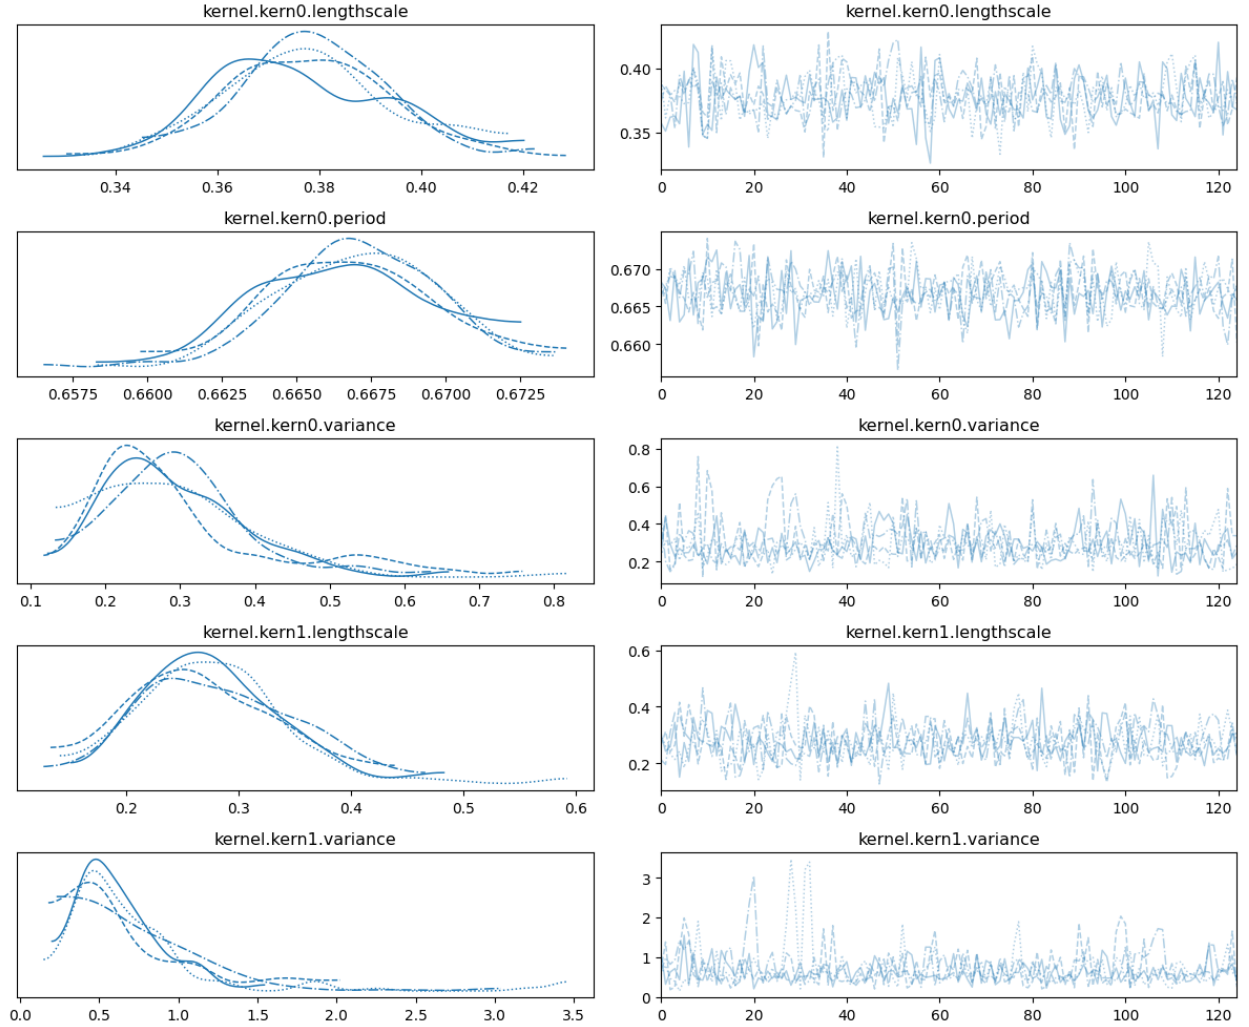 kernel.kern0.lengthscale
0.34 0.36 0.38 0.40 0.42
kernel.kern0.lengthscale
0.40
0.35
0 20 40 60 80 100 120
kernel.kern0.period
0.6575 0.6600 0.6625 0.6650 0.6675 0.6700 0.6725
kernel.kern0.period
0.670
0.665
0.660
0 20 40 60 80 100 120
kernel.kern0.variance
0.1 0.2 0.3 0.4 0.5 0.6 0.7 0.8
kernel.kern0.variance
0.8
0.6
0.4
0.2
0 20 40 60 80 100 120
kernel.kern1.lengthscale
0.2 0.3 0.4 0.5 0.6
kernel.kern1.lengthscale
0.6
0.4
0.2
0 20 40 60 80 100 120
kernel.kern1.variance
0.0 0.5 1.0 1.5 2.0 2.5 3.0 3.5
kernel.kern1.variance
3
2
1
0
0 20 40 60 80 100 120